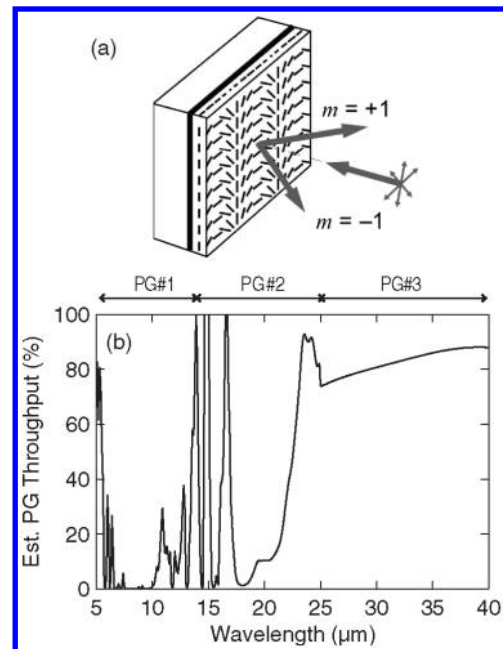 (a)
m = +1
m = –1
PG#1 PG#2 PG#3
(b)
Est. PG Throughput (%)
100
80
60
40
20
0
5 10 15 20 25 30 35 40
Wavelength (μm)